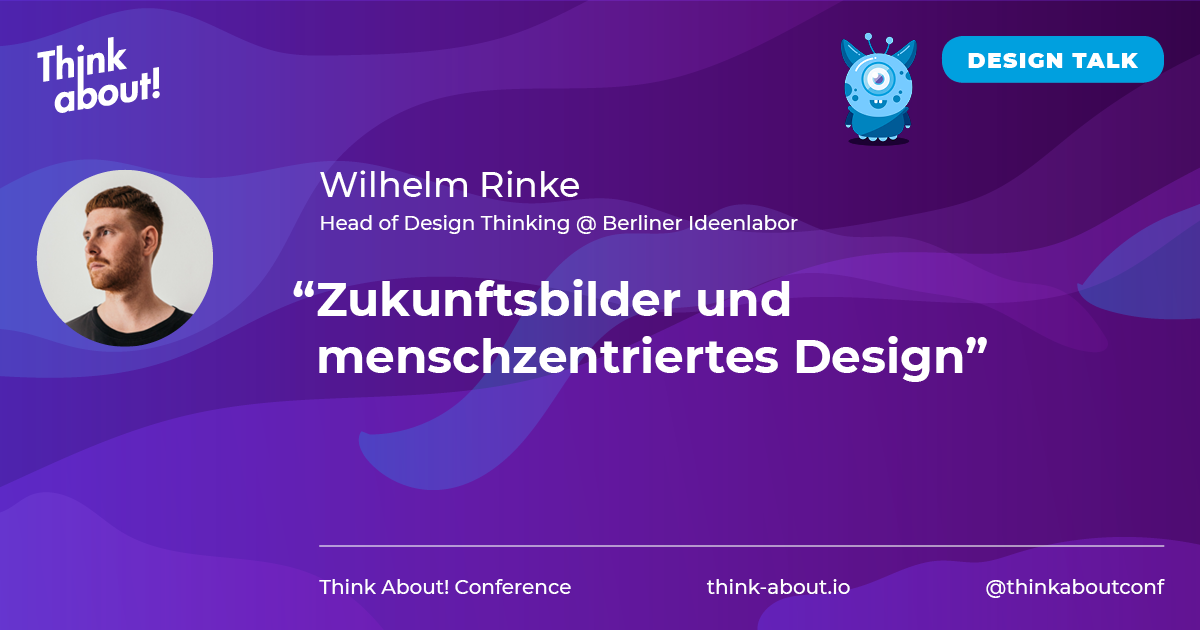 Think
about!
DESIGN TALK
Wilhelm Rinke
Head of Design Thinking @ Berliner Ideenlabor
“Zukunftsbilder und
menschzentriertes Design”
Think About! Conference
think-about.io
@thinkaboutconf